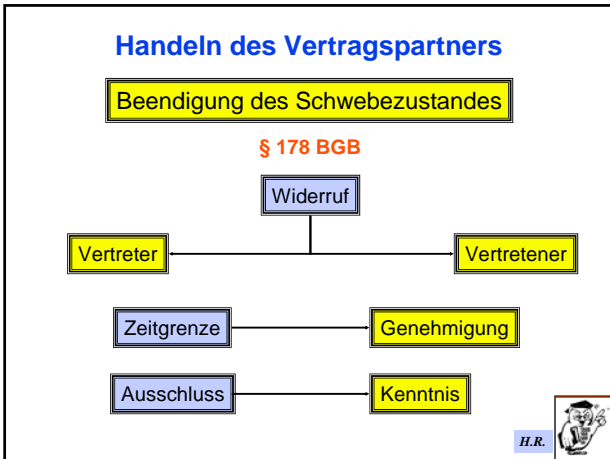 Handeln des Vertragspartners
Beendigung des Schwebezustandes
§ 178 BGB
Widerruf
Vertreter
Vertretener
Zeitgrenze
Genehmigung
Ausschluss
Kenntnis
H.R.